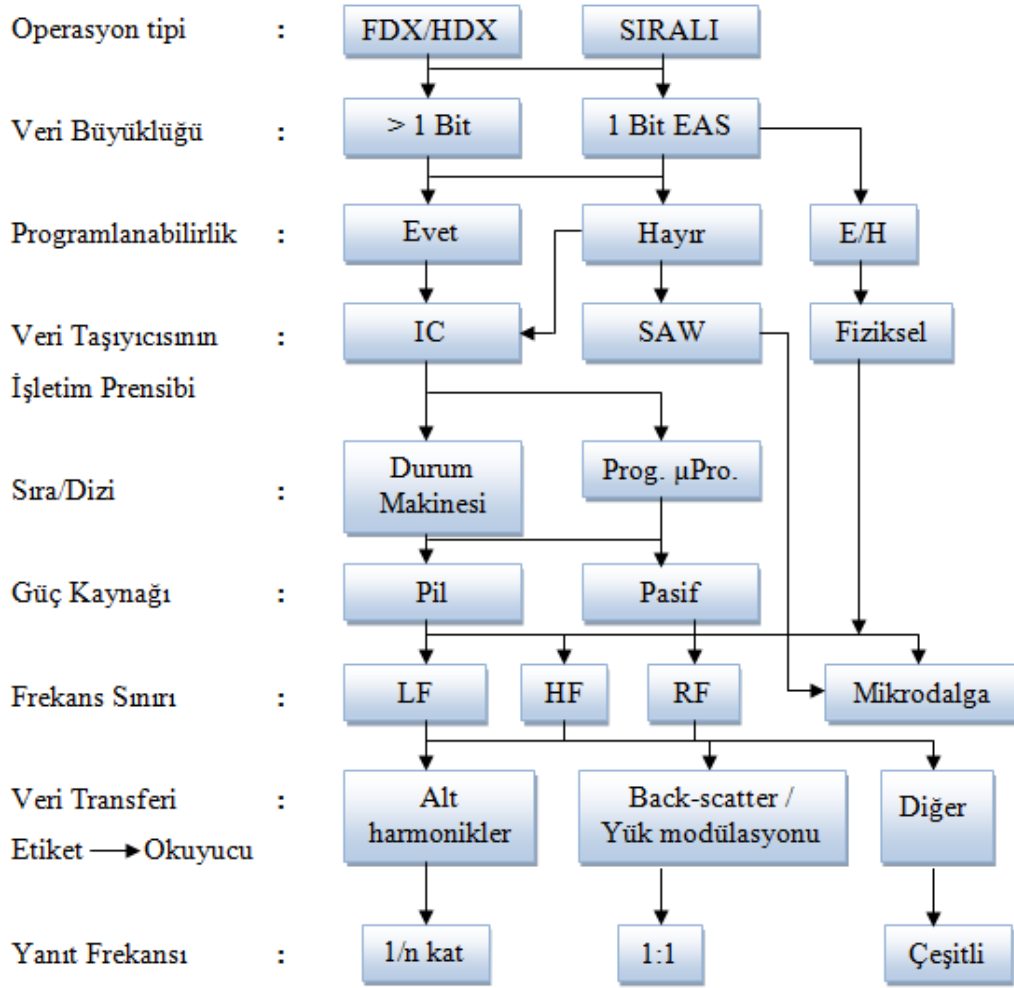 Operasyon tipi : FDX/HDX SIRALI
Veri Büyüklüğü : > 1 Bit 1 Bit EAS
Programlanabilirlik : Evet Hayır E/H
Veri Taşıyıcısının : IC SAW Fiziksel
İşletim Prensibi
Durum
Makinesi
Prog. µPro.
Sıra/Dizi :
Güç Kaynağı : Pil Pasif
Frekans Sınırı : LF HF RF Mikrodalga
Veri Transferi :
Etiket → Okuyucu
Alt
harmonikler
Back-scatter /
Yük modülasyonu
Diğer
Yanıt Frekansı : 1/n kat 1:1 Çeşitli